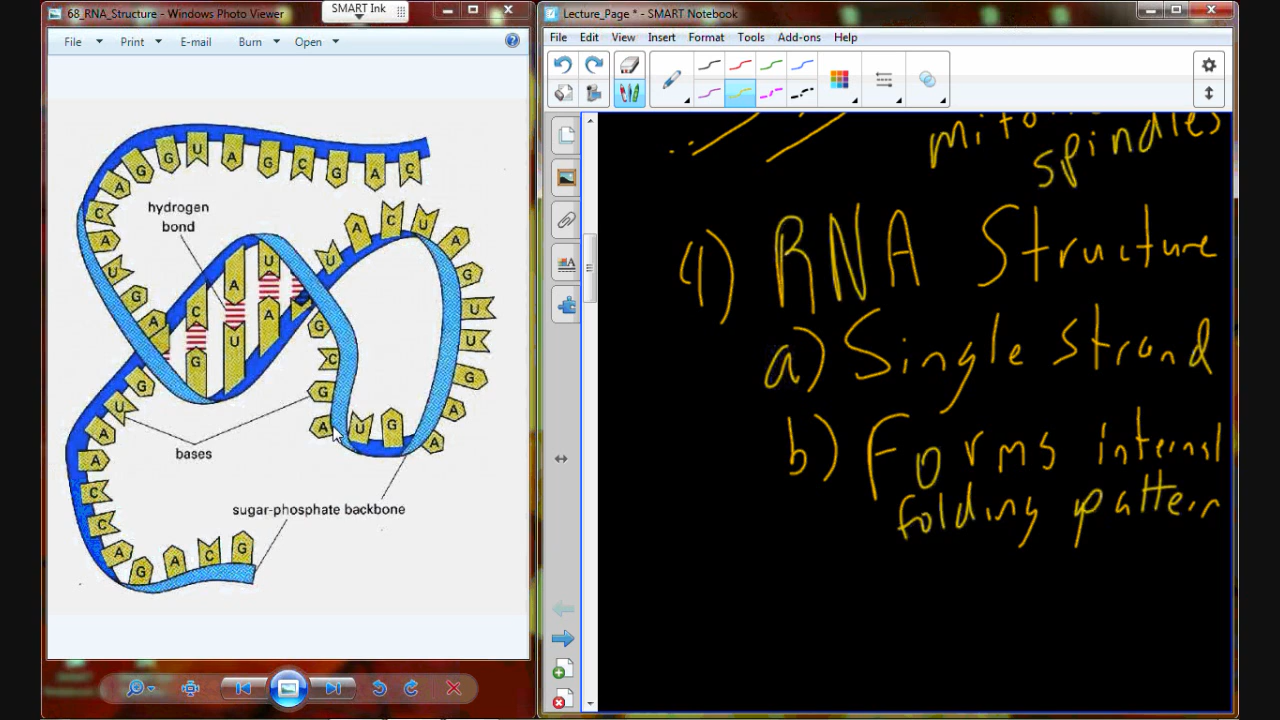 68_RNA_Structure - Windows Photo Viewer
SMART Ink
File Print E-mail Burn Open
hydrogen
bond
bases
sugar-phosphate backbone
C A G C G A U G G A C A U G A
A C U A G U U G A A G U A G C G U
C A U A
G U A
G U A C C A G A C G
Lecture_Page * - SMART Notebook
File Edit View Insert Format Tools Add-ons Help
spindles
1) RNA Structure
a) Single strand
b) Forms internal
folding pattern